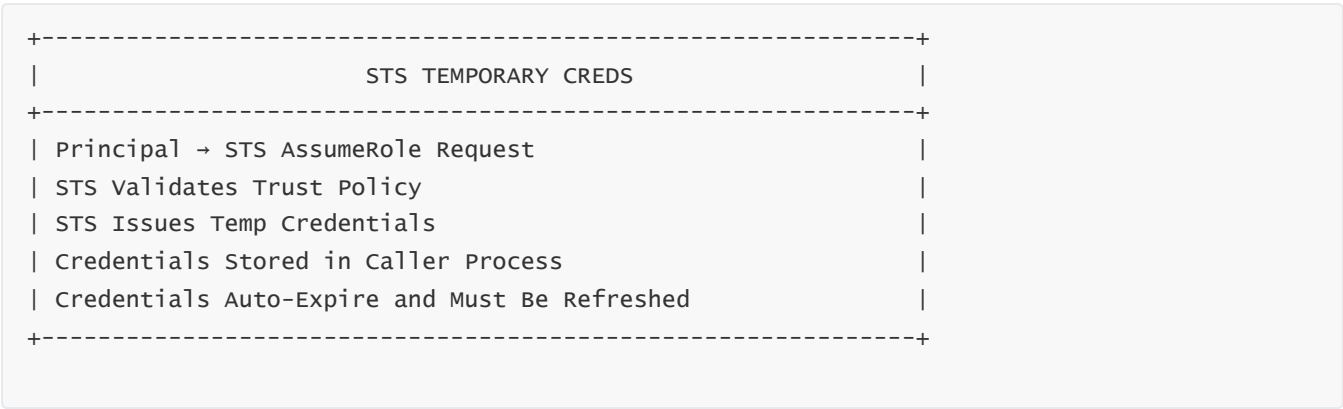 +--------------------------------------------------------------+
|                       STS TEMPORARY CREDS                    |
+--------------------------------------------------------------+
| Principal → STS AssumeRole Request                           |
| STS Validates Trust Policy                                   |
| STS Issues Temp Credentials                                  |
| Credentials Stored in Caller Process                         |
| Credentials Auto-Expire and Must Be Refreshed                |
+--------------------------------------------------------------+